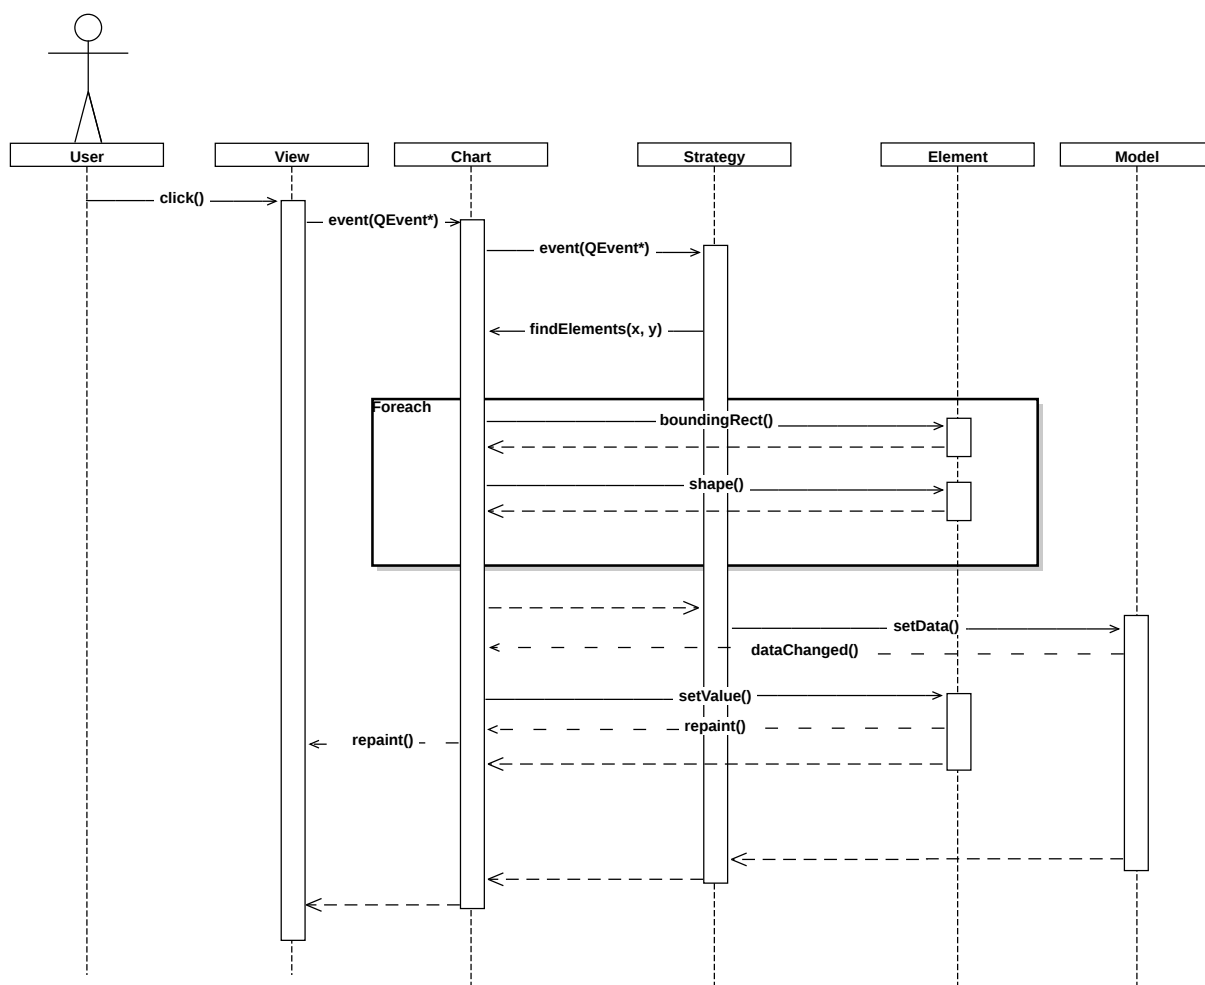 User
View
Chart
Strategy
Element
Model
click()
event(QEvent*)
event(QEvent*)
findElements(x, y)
Foreach
boundingRect()
shape()
setData()
dataChanged()
setValue()
repaint()
repaint()